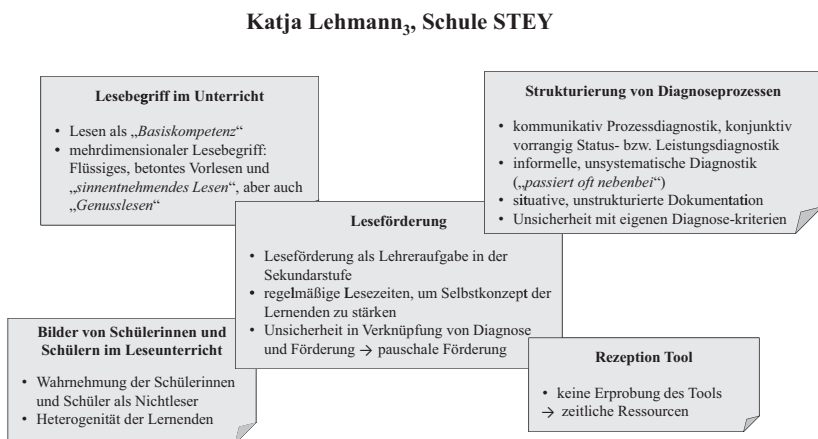 Katja Lehmann₃, Schule STEY
Lesebegriff im Unterricht
• Lesen als „Basiskompetenz“
• mehrdimensionaler Lesebegriff:
Flüssiges, betontes Vorlesen und
„sinnentnehmendes Lesen“, aber auch
„Genusslesen“
Strukturierung von Diagnoseprozessen
• kommunikativ Prozessdiagnostik, konjunktiv
vorrangig Status- bzw. Leistungsdiagnostik
• informelle, unsystematische Diagnostik
(„passiert oft nebenbei“)
• situative, unstrukturierte Dokumentation
• Unsicherheit mit eigenen Diagnose-kriterien
Leseförderung
• Leseförderung als Lehreraufgabe in der
Sekundarstufe
• regelmäßige Lesezeiten, um Selbstkonzept der
Lernenden zu stärken
• Unsicherheit in Verknüpfung von Diagnose
und Förderung → pauschale Förderung
Bilder von Schülerinnen und
Schülern im Leseunterricht
• Wahrnehmung der Schülerinnen
und Schüler als Nichtleser
• Heterogenität der Lernenden
Rezeption Tool
• keine Erprobung des Tools
→ zeitliche Ressourcen